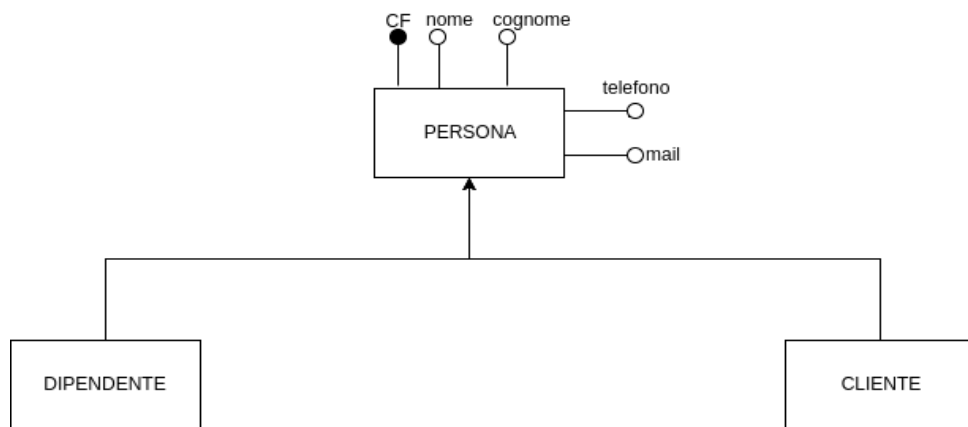 CF nome cognome
telefono
PERSONA
mail
DIPENDENTE CLIENTE